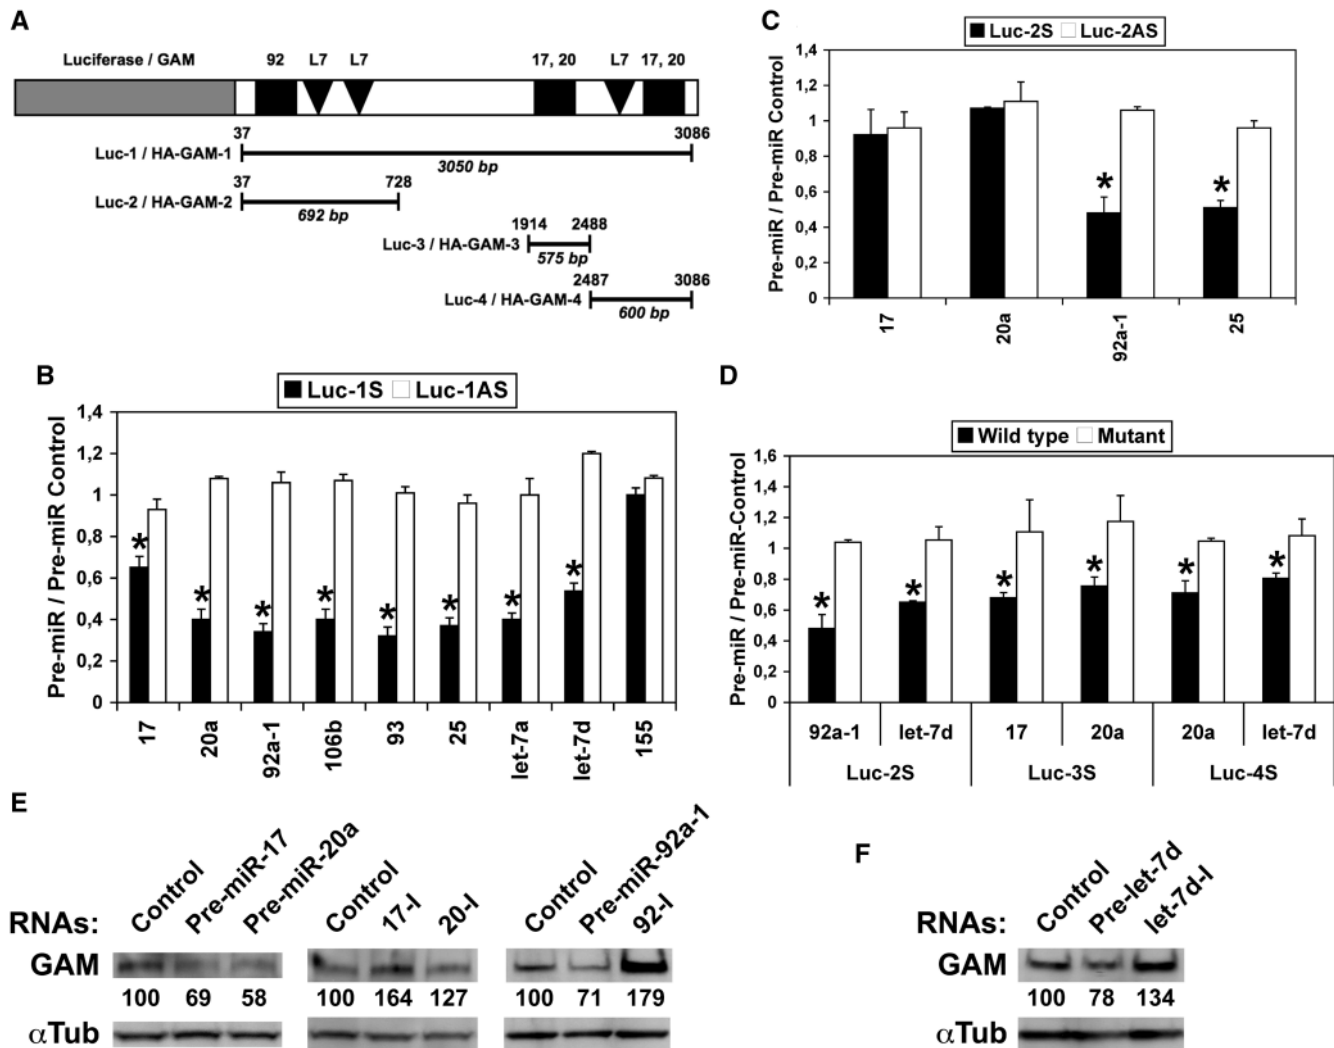 A
Luciferase / GAM
92 L7 L7 17, 20 L7 17, 20
37 3086
Luc-1 / HA-GAM-1
3050 bp
37 728
Luc-2 / HA-GAM-2
692 bp
1914 2488
Luc-3 / HA-GAM-3
575 bp
2487 3086
Luc-4 / HA-GAM-4
600 bp
B
Luc-1S Luc-1AS
Pre-miR / Pre-miR Control
1,4
1,2
1
0,8
0,6
0,4
0,2
0
* * * * * * * *
17 20a 92a-1 106b 93 25 let-7a let-7d 155
C
Luc-2S Luc-2AS
Pre-miR / Pre-miR Control
1,4
1,2
1
0,8
0,6
0,4
0,2
0
* *
17 20a 92a-1 25
D
Wild type Mutant
Pre-miR / Pre-miR-Control
1,6
1,4
1,2
1
0,8
0,6
0,4
0,2
0
* * * * * *
92a-1 let-7d 17 20a 20a let-7d
Luc-2S Luc-3S Luc-4S
E
RNAs: Control Pre-miR-17 Pre-miR-20a Control 17-I 20-I Control Pre-miR-92a-1 92-I
GAM
100 69 58 100 164 127 100 71 179
αTub
F
RNAs: Control Pre-let-7d let-7d-I
GAM
100 78 134
αTub